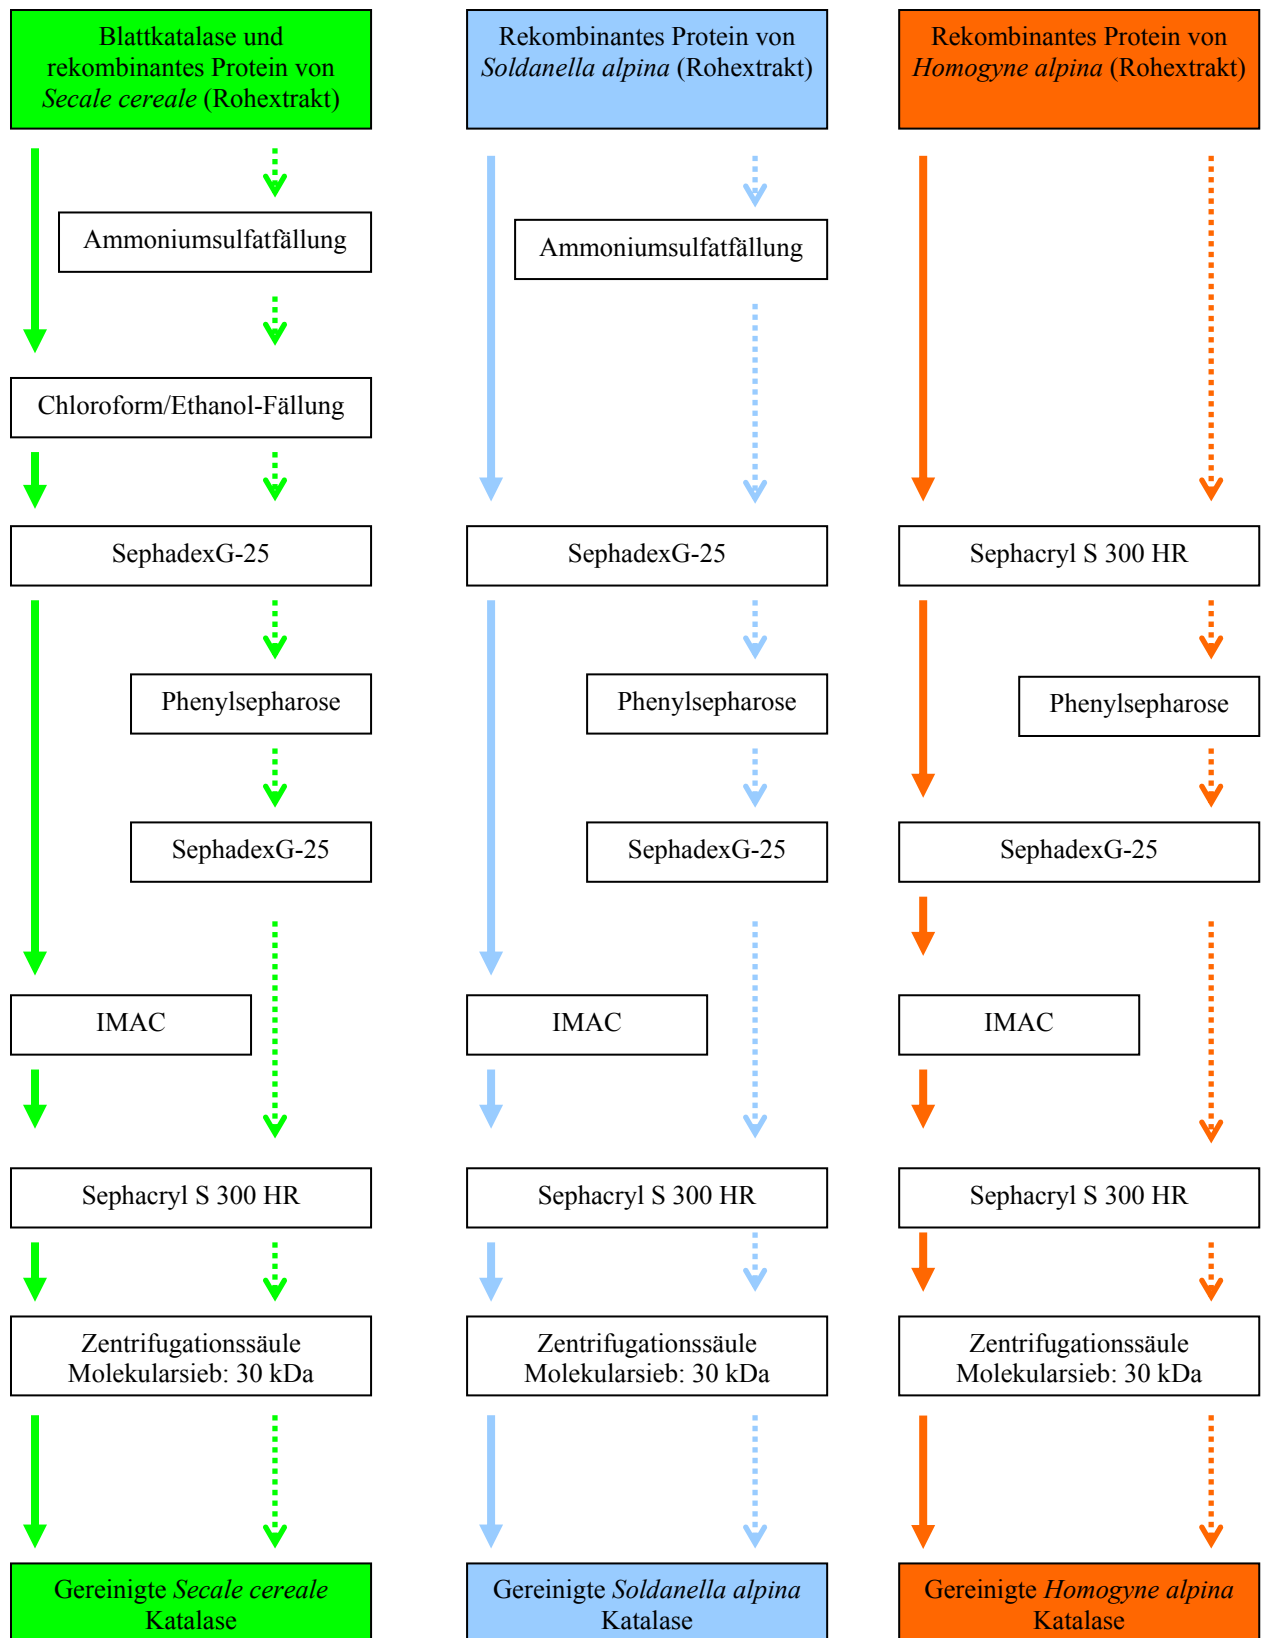 Blattkatalase und
rekombinantes Protein von
Secale cereale (Rohextrakt)
Rekombinantes Protein von
Soldanella alpina (Rohextrakt)
Rekombinantes Protein von
Homogyne alpina (Rohextrakt)
Ammoniumsulfatfällung
Ammoniumsulfatfällung
Chloroform/Ethanol-Fällung
SephadexG-25
SephadexG-25
Sephacryl S 300 HR
Phenylsepharose
Phenylsepharose
Phenylsepharose
SephadexG-25
SephadexG-25
SephadexG-25
IMAC
IMAC
IMAC
Sephacryl S 300 HR
Sephacryl S 300 HR
Sephacryl S 300 HR
Zentrifugationssäule
Molekularsieb: 30 kDa
Zentrifugationssäule
Molekularsieb: 30 kDa
Zentrifugationssäule
Molekularsieb: 30 kDa
Gereinigte Secale cereale
Katalase
Gereinigte Soldanella alpina
Katalase
Gereinigte Homogyne alpina
Katalase